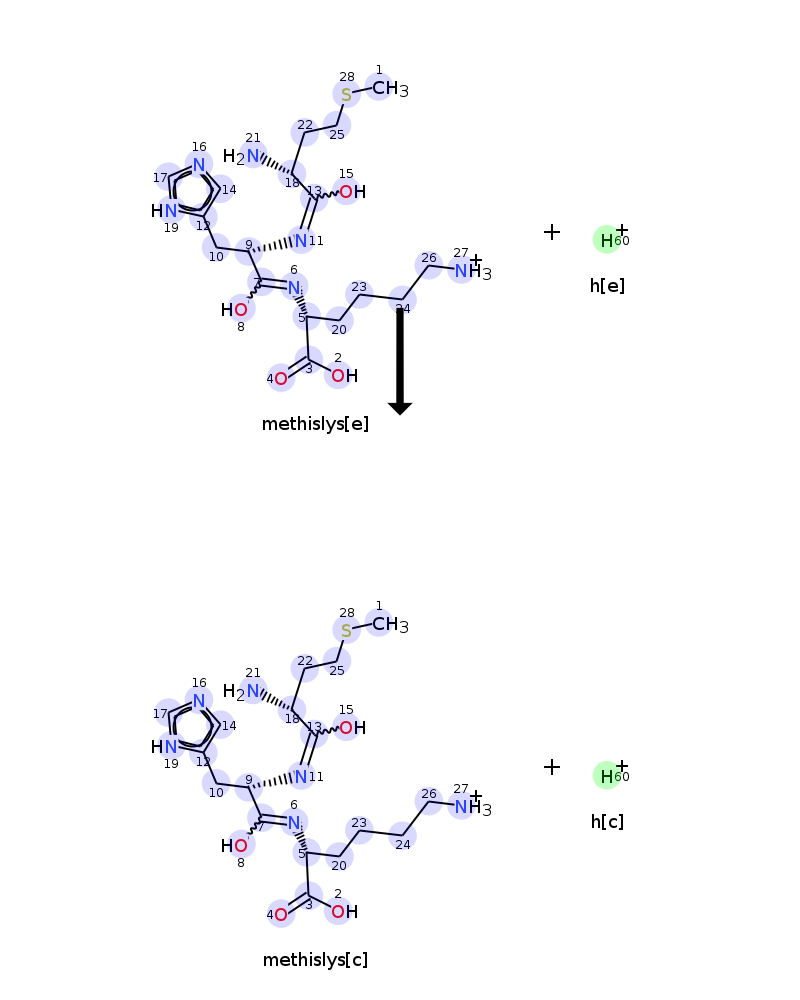 28 1
S CH3
22
25
21
H2N
18
16
N
15
13 OH
17
14
HN
19
12
9
N 11
10
6
N
7
HO
8
5
20
23
24
26
27
NH3+
4O
3
2
OH
methislys[e]
+
H+
60
h[e]
28 1
S CH3
22
25
21
H2N
18
16
N
15
13 OH
17
14
HN
19
12
9
N 11
10
6
N
7
HO
8
5
20
23
24
26
27
NH3+
4O
3
2
OH
methislys[c]
+
H+
60
h[c]